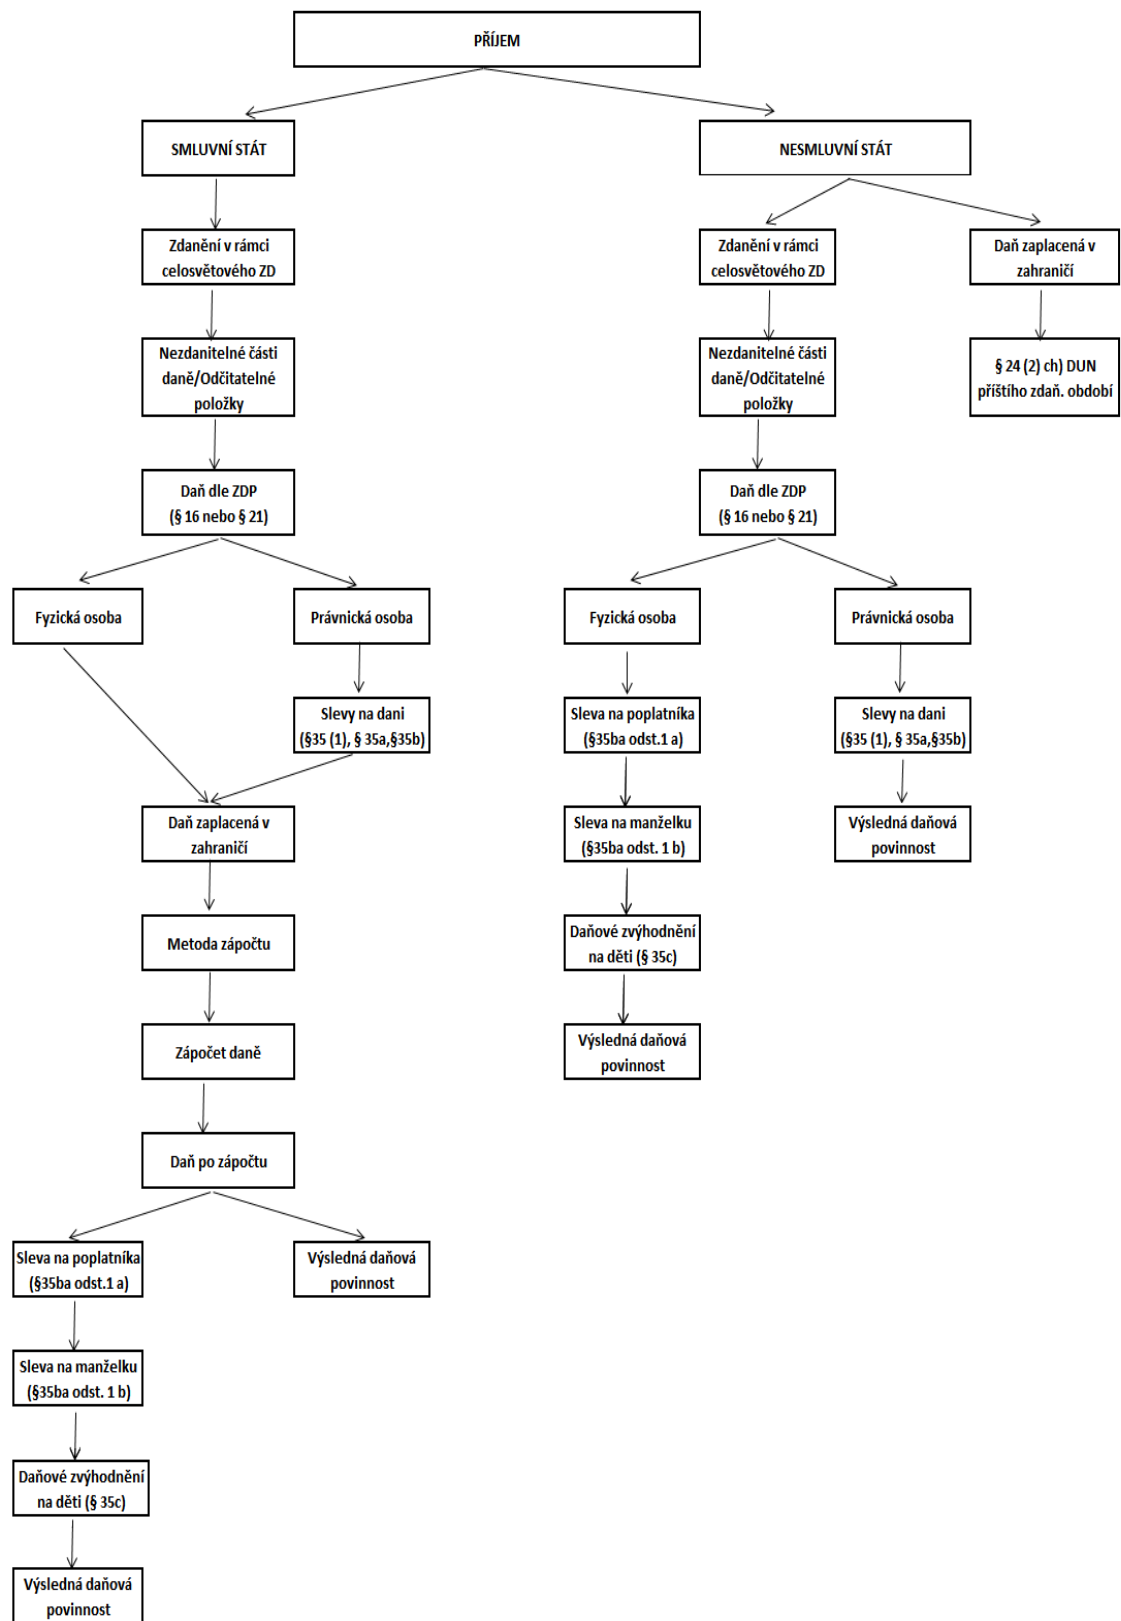 PŘÍJEM
SMLUVNÍ STÁT
NESMLUVNÍ STÁT
Zdanění v rámci
celosvětového ZD
Zdanění v rámci
celosvětového ZD
Daň zaplacená v
zahraničí
Nezdanitelné části
daně/Odčitatelné
položky
Nezdanitelné části
daně/Odčitatelné
položky
§ 24 (2) ch) DUN
příštího zdaň. období
Daň dle ZDP
(§ 16 nebo § 21)
Daň dle ZDP
(§ 16 nebo § 21)
Fyzická osoba
Právnická osoba
Fyzická osoba
Právnická osoba
Slevy na dani
(§35 (1), § 35a,§35b)
Sleva na poplatníka
(§35ba odst.1 a)
Slevy na dani
(§35 (1), § 35a,§35b)
Daň zaplacená v
zahraničí
Sleva na manželku
(§35ba odst. 1 b)
Výsledná daňová
povinnost
Metoda zápočtu
Daňové zvýhodnění
na děti (§ 35c)
Zápočet daně
Výsledná daňová
povinnost
Daň po zápočtu
Sleva na poplatníka
(§35ba odst.1 a)
Výsledná daňová
povinnost
Sleva na manželku
(§35ba odst. 1 b)
Daňové zvýhodnění
na děti (§ 35c)
Výsledná daňová
povinnost